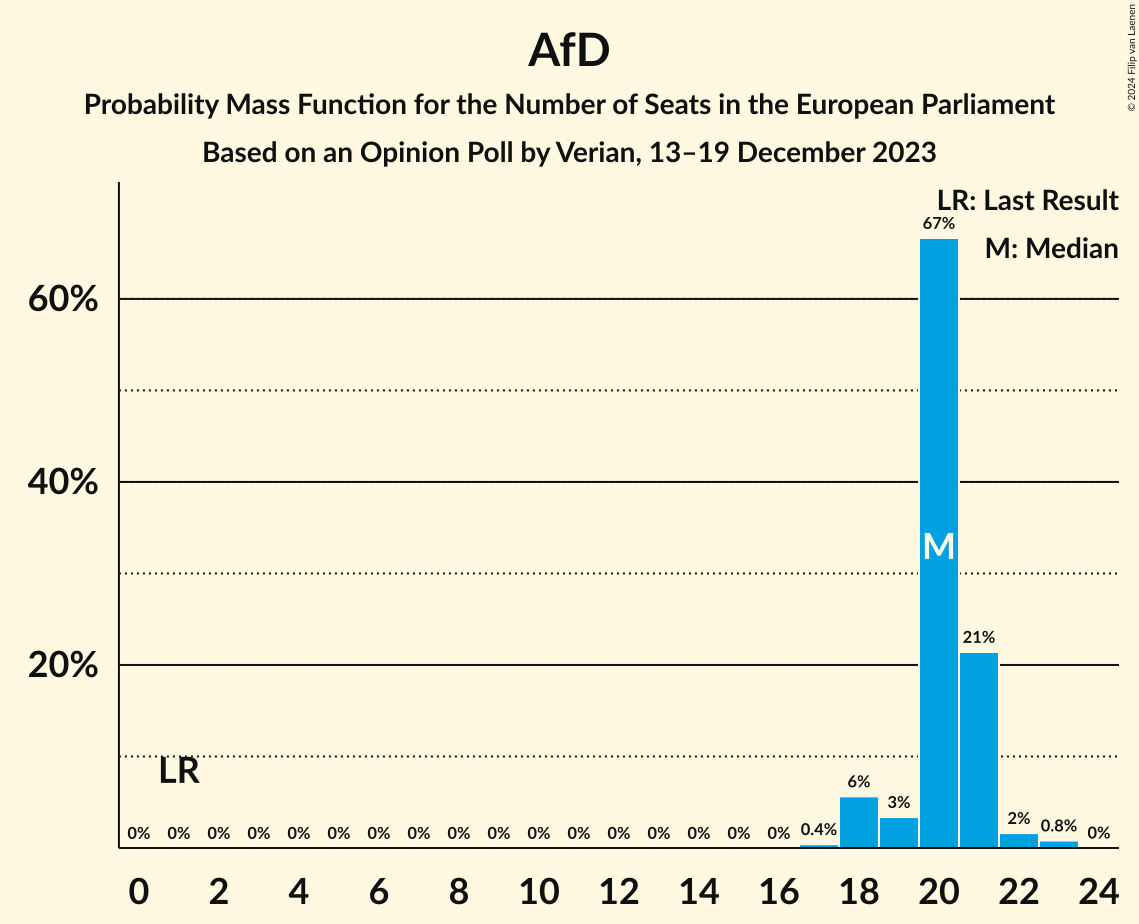 AfD
Probability Mass Function for the Number of Seats in the European Parliament
Based on an Opinion Poll by Verian, 13–19 December 2023
© 2024 Filip van Laenen
LR: Last Result
M: Median
67%
60%
40%
M
21%
20%
LR
6%
3%
2%
0.8%
0.4%
0% 0% 0% 0% 0% 0% 0% 0% 0% 0% 0% 0% 0% 0% 0% 0% 0% 0%
0 2 4 6 8 10 12 14 16 18 20 22 24